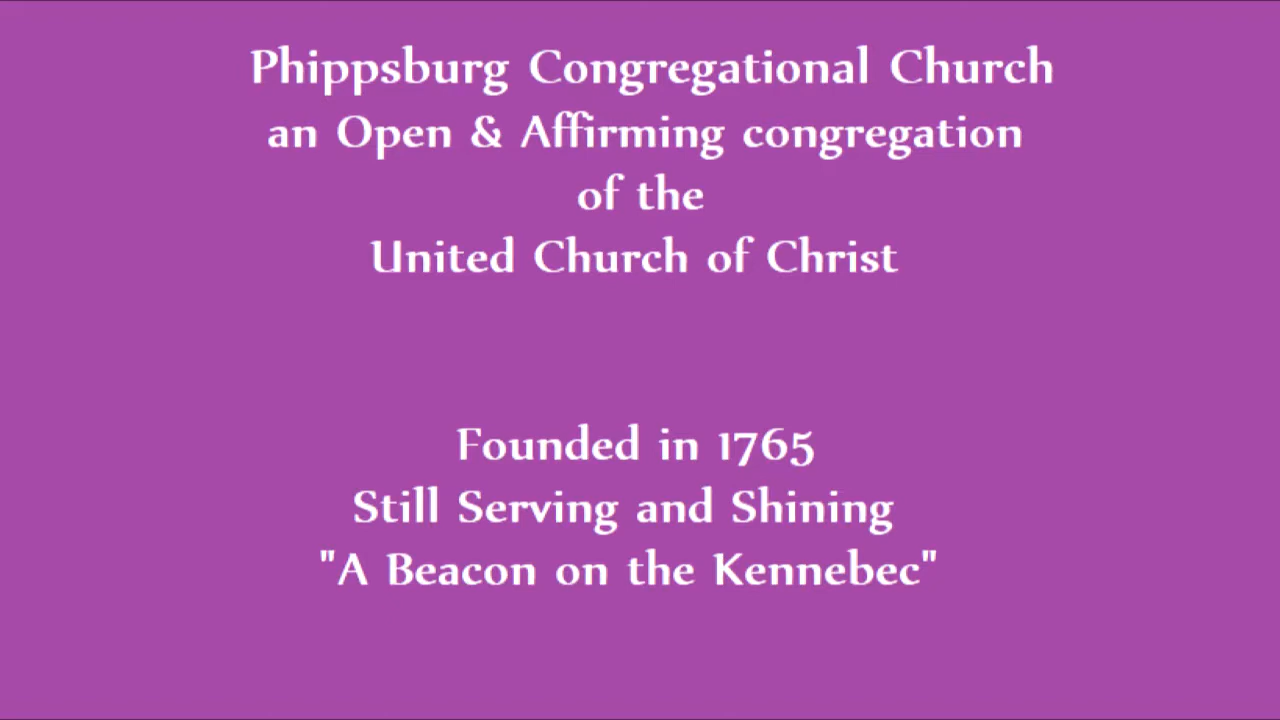 Phippsburg Congregational Church
an Open & Affirming congregation
of the
United Church of Christ
Founded in 1765
Still Serving and Shining
"A Beacon on the Kennebec"